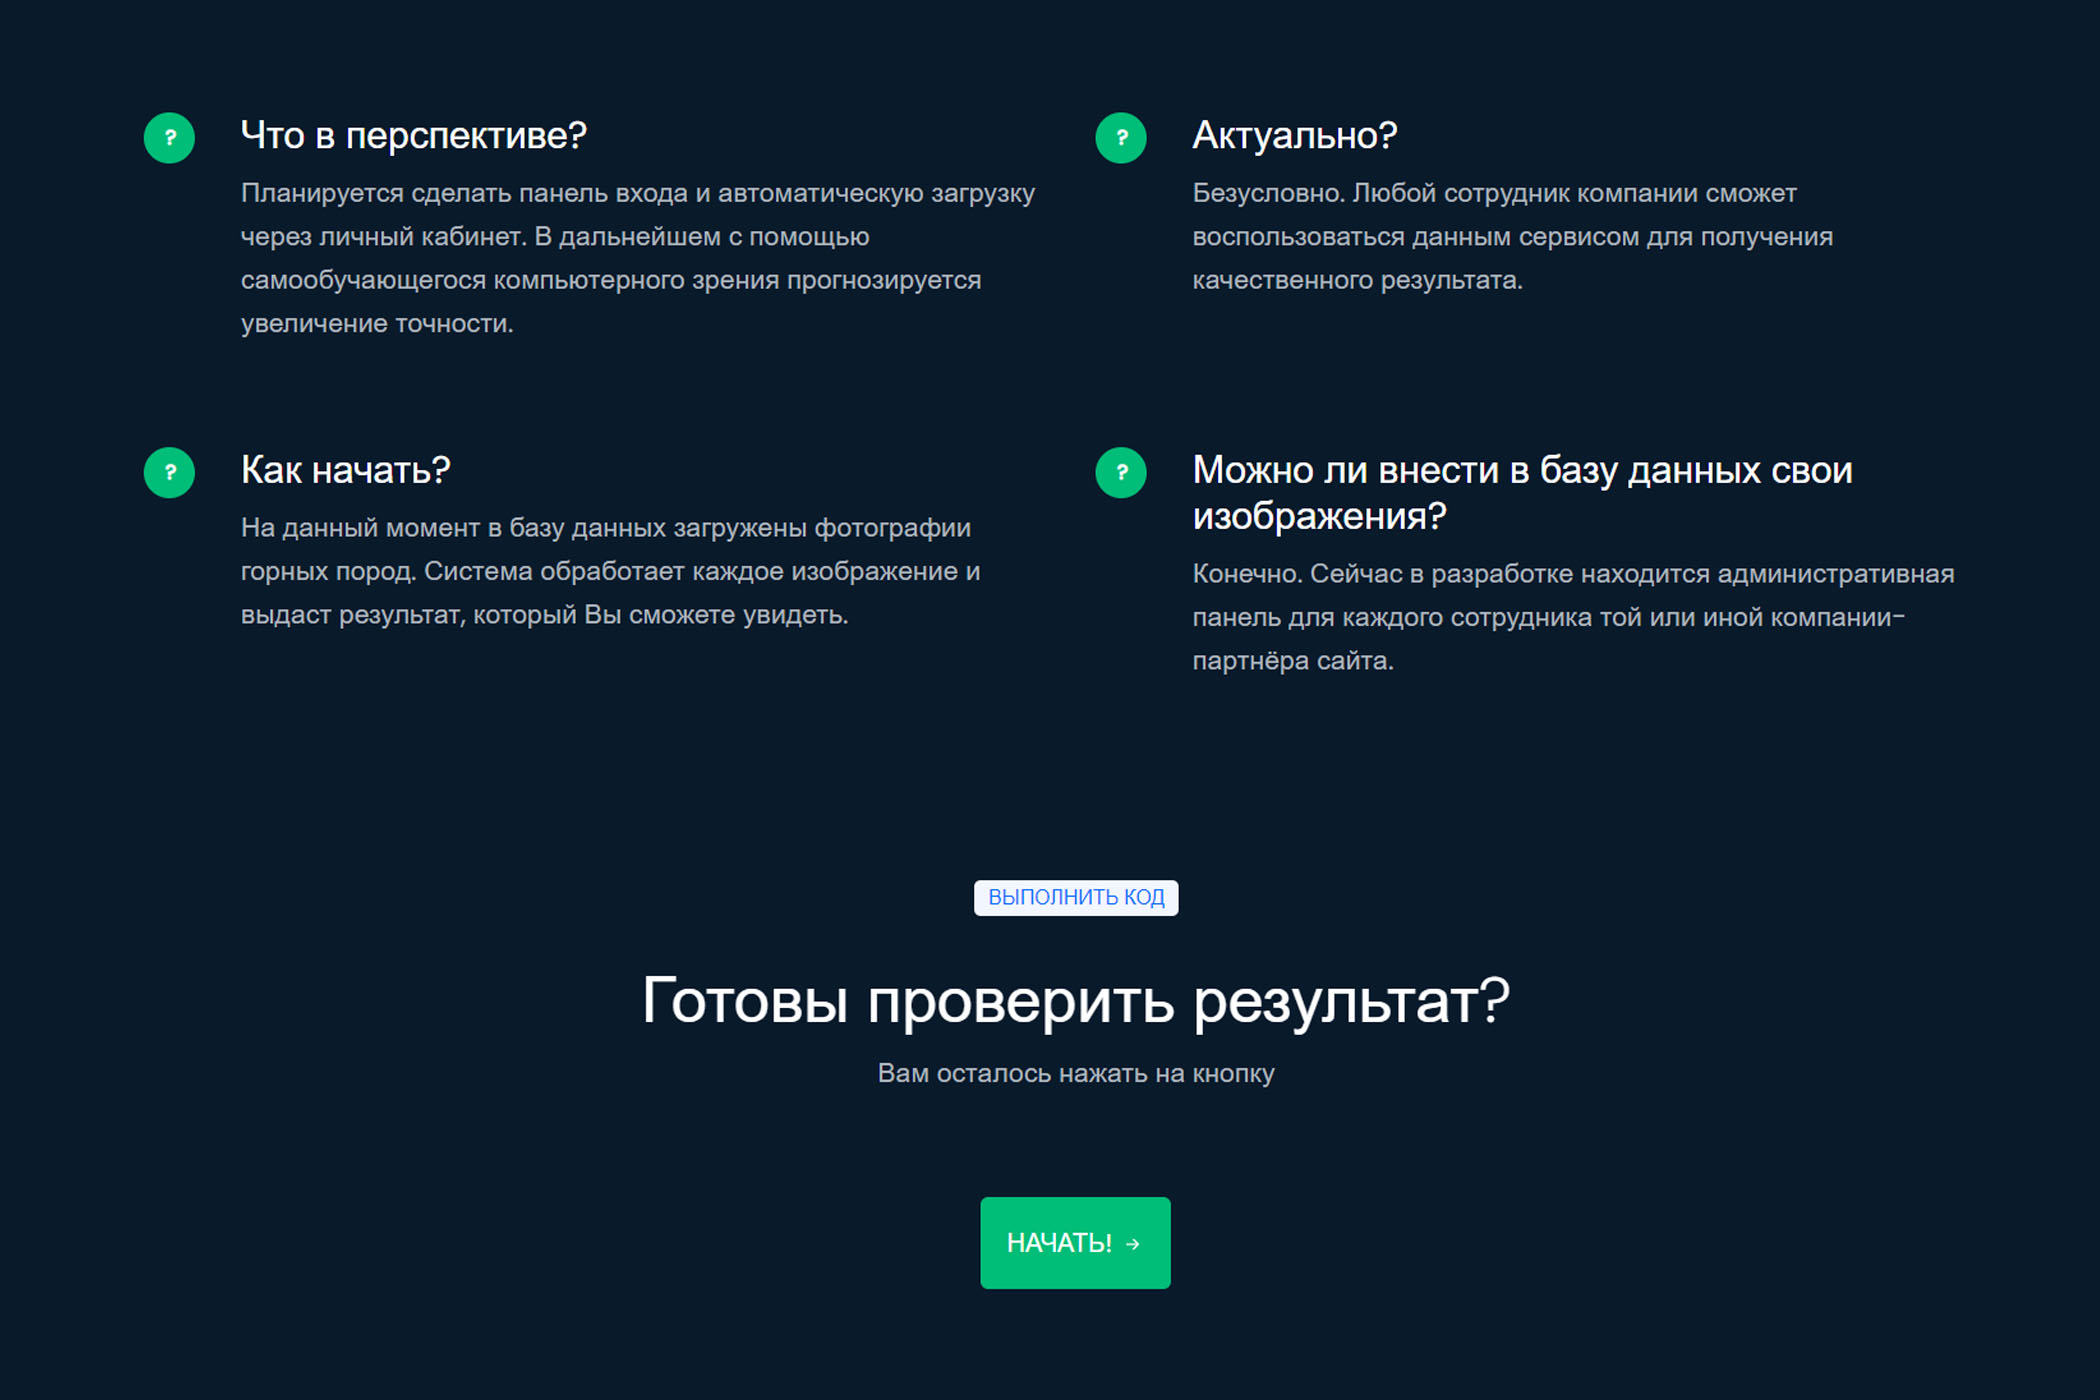 ?
Что в перспективе?
Планируется сделать панель входа и автоматическую загрузку
через личный кабинет. В дальнейшем с помощью
самообучающегося компьютерного зрения прогнозируется
увеличение точности.
?
Актуально?
Безусловно. Любой сотрудник компании сможет
воспользоваться данным сервисом для получения
качественного результата.
?
Как начать?
На данный момент в базу данных загружены фотографии
горных пород. Система обработает каждое изображение и
выдаст результат, который Вы сможете увидеть.
?
Можно ли внести в базу данных свои
изображения?
Конечно. Сейчас в разработке находится административная
панель для каждого сотрудника той или иной компании-
партнёра сайта.
ВЫПОЛНИТЬ КОД
Готовы проверить результат?
Вам осталось нажать на кнопку
НАЧАТЬ! →